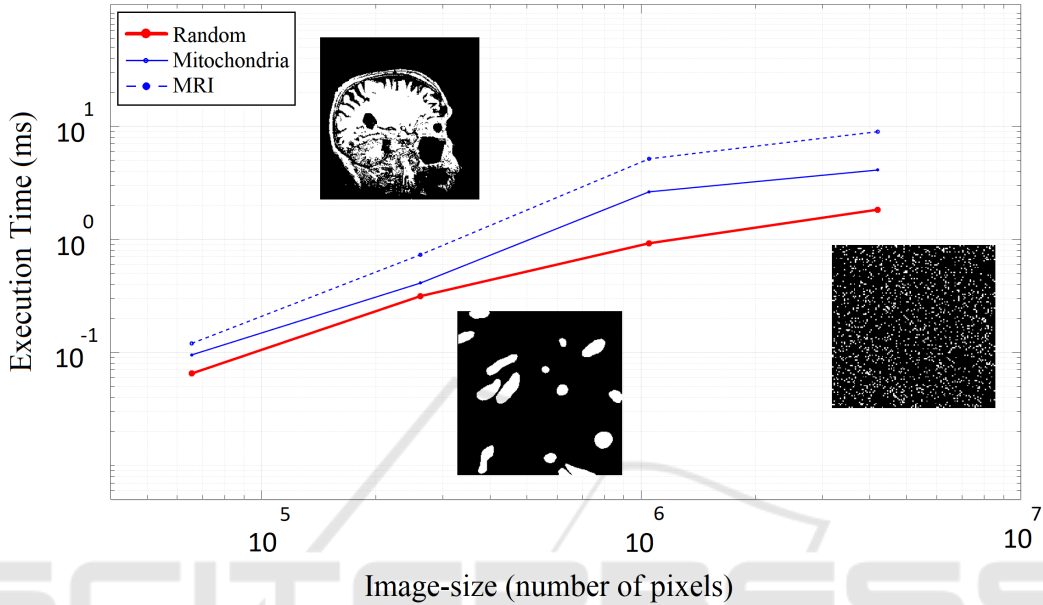 Random
Mitochondria
MRI
Execution Time (ms)
10^1
10^0
10^-1
10^5 10^6 10^7
Image-size (number of pixels)
SCITEPRESS